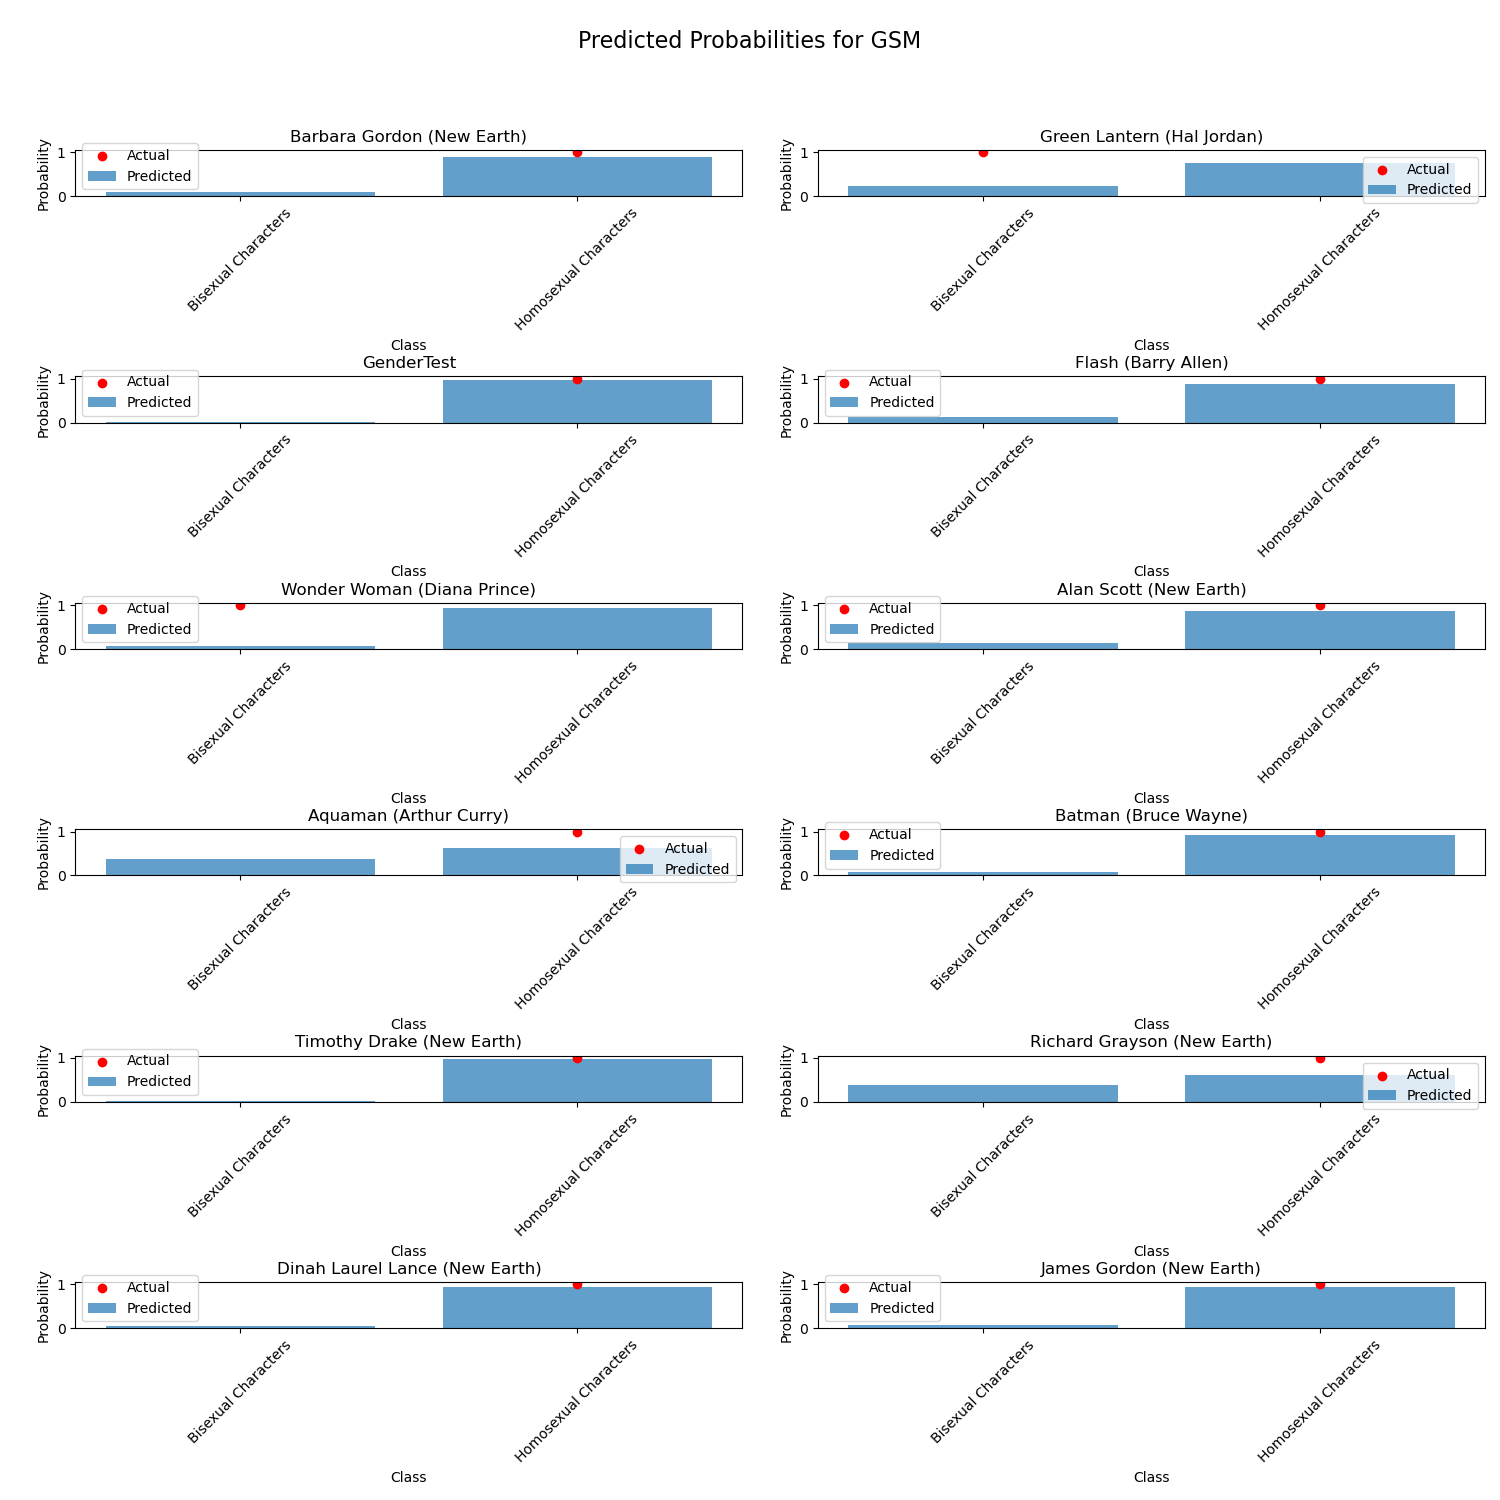 Predicted Probabilities for GSM
Barbara Gordon (New Earth)
Probability
1
0
Actual
Predicted
Bisexual Characters
Homosexual Characters
Class
Green Lantern (Hal Jordan)
Probability
1
0
Actual
Predicted
Bisexual Characters
Homosexual Characters
Class
GenderTest
Probability
1
0
Actual
Predicted
Bisexual Characters
Homosexual Characters
Class
Flash (Barry Allen)
Probability
1
0
Actual
Predicted
Bisexual Characters
Homosexual Characters
Class
Wonder Woman (Diana Prince)
Probability
1
0
Actual
Predicted
Bisexual Characters
Homosexual Characters
Class
Alan Scott (New Earth)
Probability
1
0
Actual
Predicted
Bisexual Characters
Homosexual Characters
Class
Aquaman (Arthur Curry)
Probability
1
0
Actual
Predicted
Bisexual Characters
Homosexual Characters
Class
Batman (Bruce Wayne)
Probability
1
0
Actual
Predicted
Bisexual Characters
Homosexual Characters
Class
Timothy Drake (New Earth)
Probability
1
0
Actual
Predicted
Bisexual Characters
Homosexual Characters
Class
Richard Grayson (New Earth)
Probability
1
0
Actual
Predicted
Bisexual Characters
Homosexual Characters
Class
Dinah Laurel Lance (New Earth)
Probability
1
0
Actual
Predicted
Bisexual Characters
Homosexual Characters
Class
James Gordon (New Earth)
Probability
1
0
Actual
Predicted
Bisexual Characters
Homosexual Characters
Class